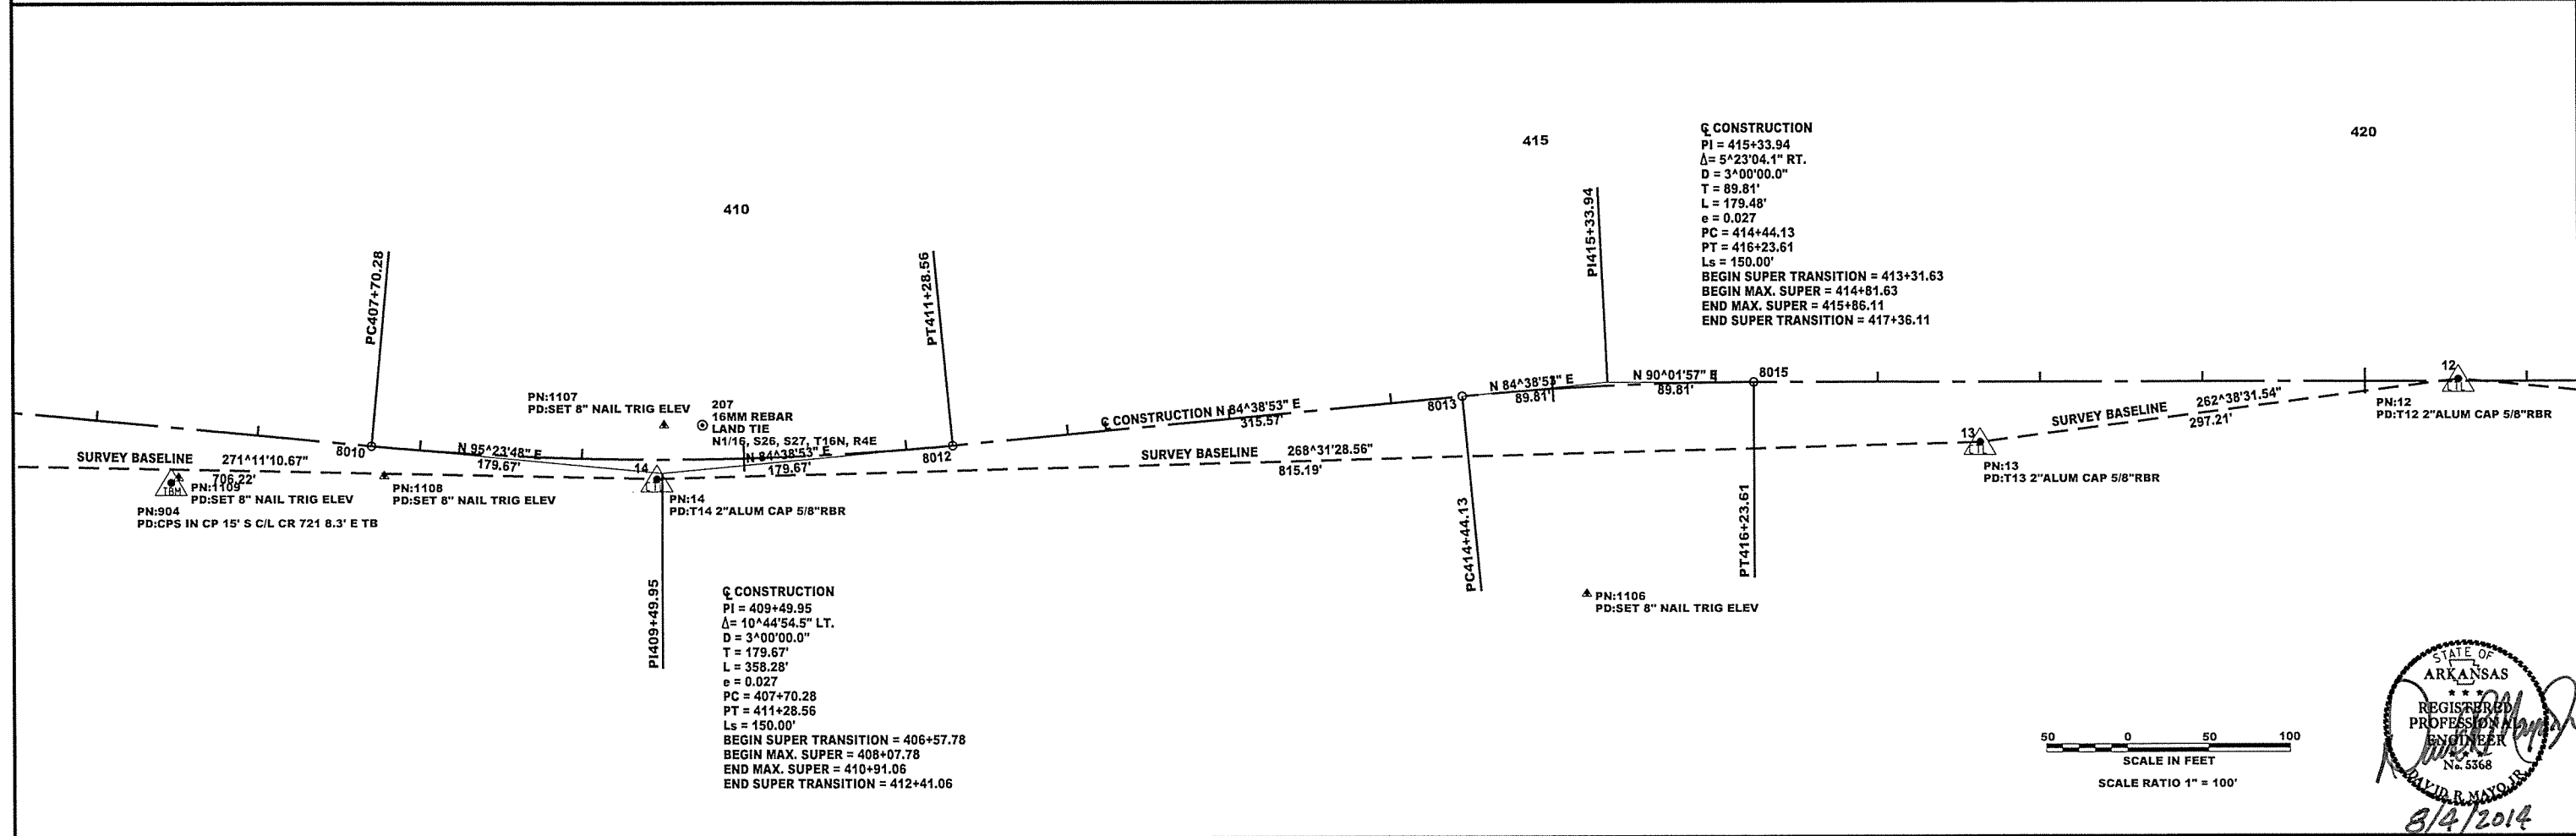 410
415
420
℄ CONSTRUCTION
PI = 415+33.94
Δ= 5^23'04.1" RT.
D = 3^00'00.0"
T = 89.81'
L = 179.48'
e = 0.027
PC = 414+44.13
PT = 416+23.61
Ls = 150.00'
BEGIN SUPER TRANSITION = 413+31.63
BEGIN MAX. SUPER = 414+81.63
END MAX. SUPER = 415+86.11
END SUPER TRANSITION = 417+36.11
PC407+70.28
PT411+28.56
PI415+33.94
PN:1107
PD:SET 8" NAIL TRIG ELEV
207
16MM REBAR
LAND TIE
N1/16, S26, S27, T16N, R4E
8010
N 95^23'48" E
179.67'
14
CTL
N 84^38'53" E
179.67'
8012
℄ CONSTRUCTION N 84^38'53" E
315.57'
8013
N 84^38'53" E
89.81'
N 90^01'57" E
89.81'
8015
12
CTL
PN:12
PD:T12 2"ALUM CAP 5/8"RBR
SURVEY BASELINE 262^38'31.54"
297.21'
13
CTL
PN:13
PD:T13 2"ALUM CAP 5/8"RBR
SURVEY BASELINE 271^11'10.67"
706.22'
TBM
PN:1109
PD:SET 8" NAIL TRIG ELEV
PN:904
PD:CPS IN CP 15' S C/L CR 721 8.3' E TB
PN:1108
PD:SET 8" NAIL TRIG ELEV
PN:14
PD:T14 2"ALUM CAP 5/8"RBR
SURVEY BASELINE 268^31'28.56"
815.19'
PI409+49.95
PC414+44.13
PT416+23.61
PN:1106
PD:SET 8" NAIL TRIG ELEV
℄ CONSTRUCTION
PI = 409+49.95
Δ= 10^44'54.5" LT.
D = 3^00'00.0"
T = 179.67'
L = 358.28'
e = 0.027
PC = 407+70.28
PT = 411+28.56
Ls = 150.00'
BEGIN SUPER TRANSITION = 406+57.78
BEGIN MAX. SUPER = 408+07.78
END MAX. SUPER = 410+91.06
END SUPER TRANSITION = 412+41.06
50 0 50 100
SCALE IN FEET
SCALE RATIO 1" = 100'
STATE OF
ARKANSAS
REGISTERED
PROFESSIONAL
ENGINEER
No. 5368
DAVID R. MAYO, JR.
8/4/2014